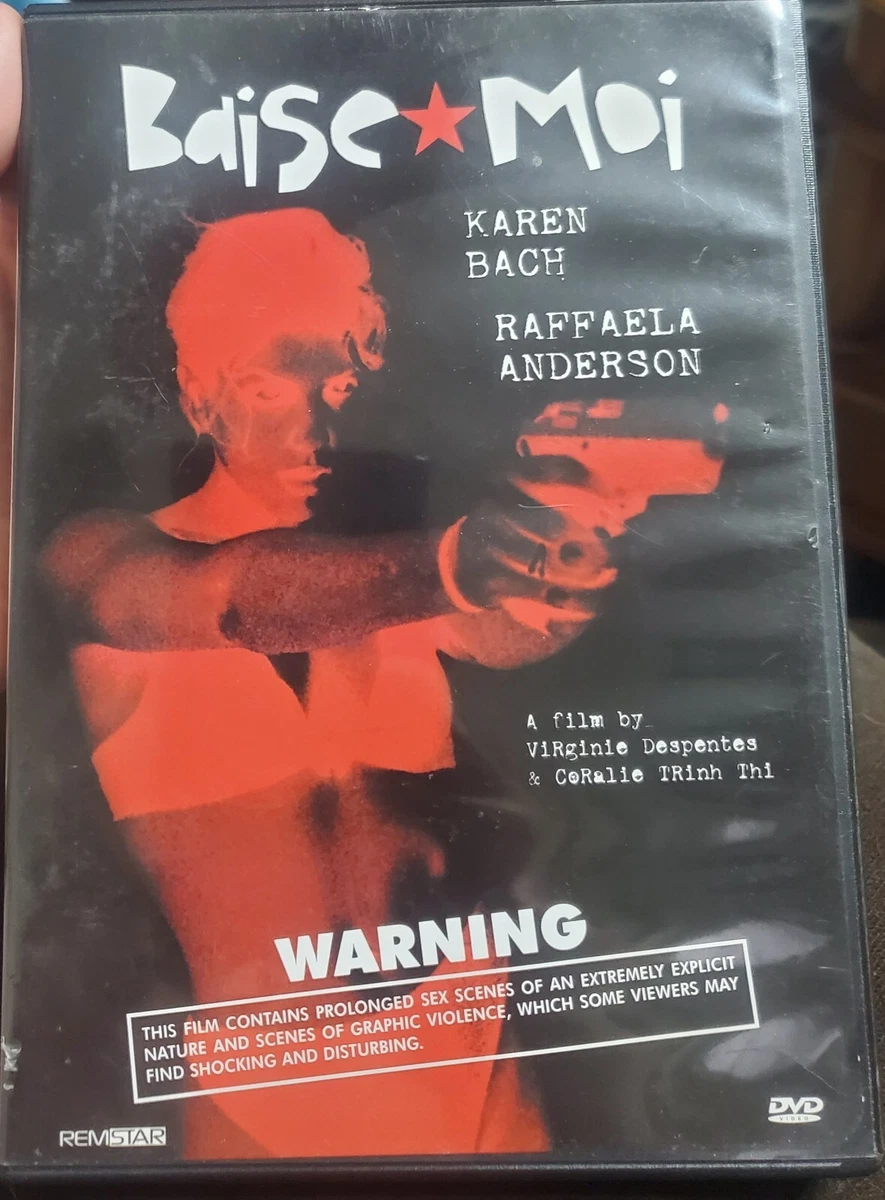 Baise★Moi
KAREN
BACH
RAFFAELA
ANDERSON
A film by
ViRginie Despentes
& CoRalie TRinh Thi
WARNING
THIS FILM CONTAINS PROLONGED SEX SCENES OF AN EXTREMELY EXPLICIT
NATURE AND SCENES OF GRAPHIC VIOLENCE, WHICH SOME VIEWERS MAY
FIND SHOCKING AND DISTURBING.
REMSTAR
DVD
VIDEO